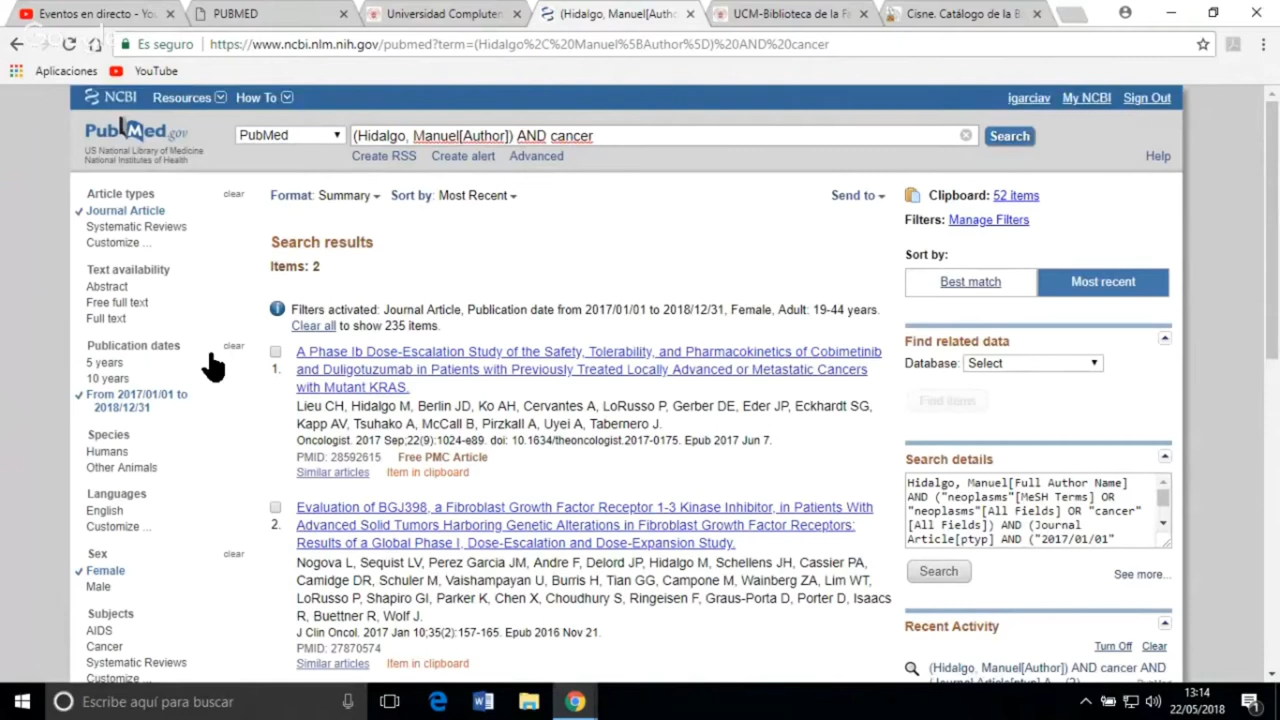 Eventos en directo - You
PUBMED
Universidad Compluten
(Hidalgo, Manuel[Autho
UCM-Biblioteca de la Fa
Cisne. Catálogo de la B
Es seguro
https://www.ncbi.nlm.nih.gov/pubmed?term=(Hidalgo%2C%20Manuel%5BAuthor%5D)%20AND%20cancer
Aplicaciones
YouTube
NCBI Resources How To
igarciav My NCBI Sign Out
PubMed.gov
US National Library of Medicine
National Institutes of Health
PubMed
(Hidalgo, Manuel[Author]) AND cancer
Search
Create RSS Create alert Advanced
Help
Article types clear
Journal Article
Systematic Reviews
Customize ...
Text availability
Abstract
Free full text
Full text
Publication dates clear
5 years
10 years
From 2017/01/01 to
2018/12/31
Species
Humans
Other Animals
Languages
English
Customize ...
Sex clear
Female
Male
Subjects
AIDS
Cancer
Systematic Reviews
Customize ...
Format: Summary Sort by: Most Recent
Send to
Search results
Items: 2
Filters activated: Journal Article, Publication date from 2017/01/01 to 2018/12/31, Female, Adult: 19-44 years.
Clear all to show 235 items.
A Phase Ib Dose-Escalation Study of the Safety, Tolerability, and Pharmacokinetics of Cobimetinib
1. and Duligotuzumab in Patients with Previously Treated Locally Advanced or Metastatic Cancers
with Mutant KRAS.
Lieu CH, Hidalgo M, Berlin JD, Ko AH, Cervantes A, LoRusso P, Gerber DE, Eder JP, Eckhardt SG,
Kapp AV, Tsuhako A, McCall B, Pirzkall A, Uyei A, Tabernero J.
Oncologist. 2017 Sep;22(9):1024-e89. doi: 10.1634/theoncologist.2017-0175. Epub 2017 Jun 7.
PMID: 28592615 Free PMC Article
Similar articles Item in clipboard
Evaluation of BGJ398, a Fibroblast Growth Factor Receptor 1-3 Kinase Inhibitor, in Patients With
2. Advanced Solid Tumors Harboring Genetic Alterations in Fibroblast Growth Factor Receptors:
Results of a Global Phase I, Dose-Escalation and Dose-Expansion Study.
Nogova L, Sequist LV, Perez Garcia JM, Andre F, Delord JP, Hidalgo M, Schellens JH, Cassier PA,
Camidge DR, Schuler M, Vaishampayan U, Burris H, Tian GG, Campone M, Wainberg ZA, Lim WT,
LoRusso P, Shapiro GI, Parker K, Chen X, Choudhury S, Ringeisen F, Graus-Porta D, Porter D, Isaacs
R, Buettner R, Wolf J.
J Clin Oncol. 2017 Jan 10;35(2):157-165. Epub 2016 Nov 21.
PMID: 27870574
Similar articles Item in clipboard
Clipboard: 52 items
Filters: Manage Filters
Sort by:
Best match Most recent
Find related data
Database: Select
Find items
Search details
Hidalgo, Manuel[Full Author Name]
AND ("neoplasms"[MeSH Terms] OR
"neoplasms"[All Fields] OR "cancer"
[All Fields]) AND (Journal
Article[ptyp] AND ("2017/01/01"
Search
See more...
Recent Activity
Turn Off Clear
(Hidalgo, Manuel[Author]) AND cancer AND
Escribe aquí para buscar
13:14
22/05/2018
1